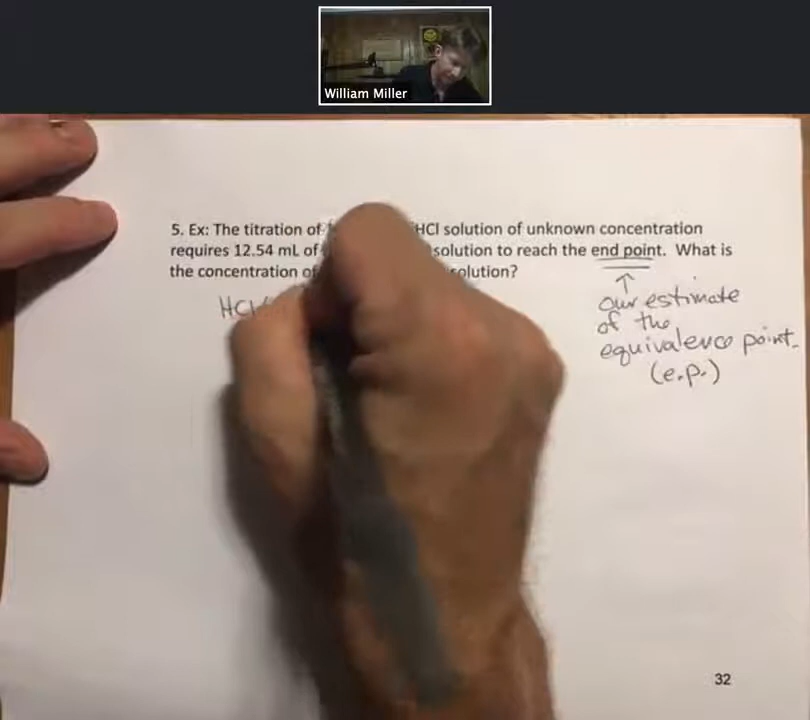 William Miller
5. Ex: The titration of HCl solution of unknown concentration
requires 12.54 mL of solution to reach the end point. What is
the concentration of solution?
HCl
↑
our estimate
of the
equivalence point.
(e.p.)
32